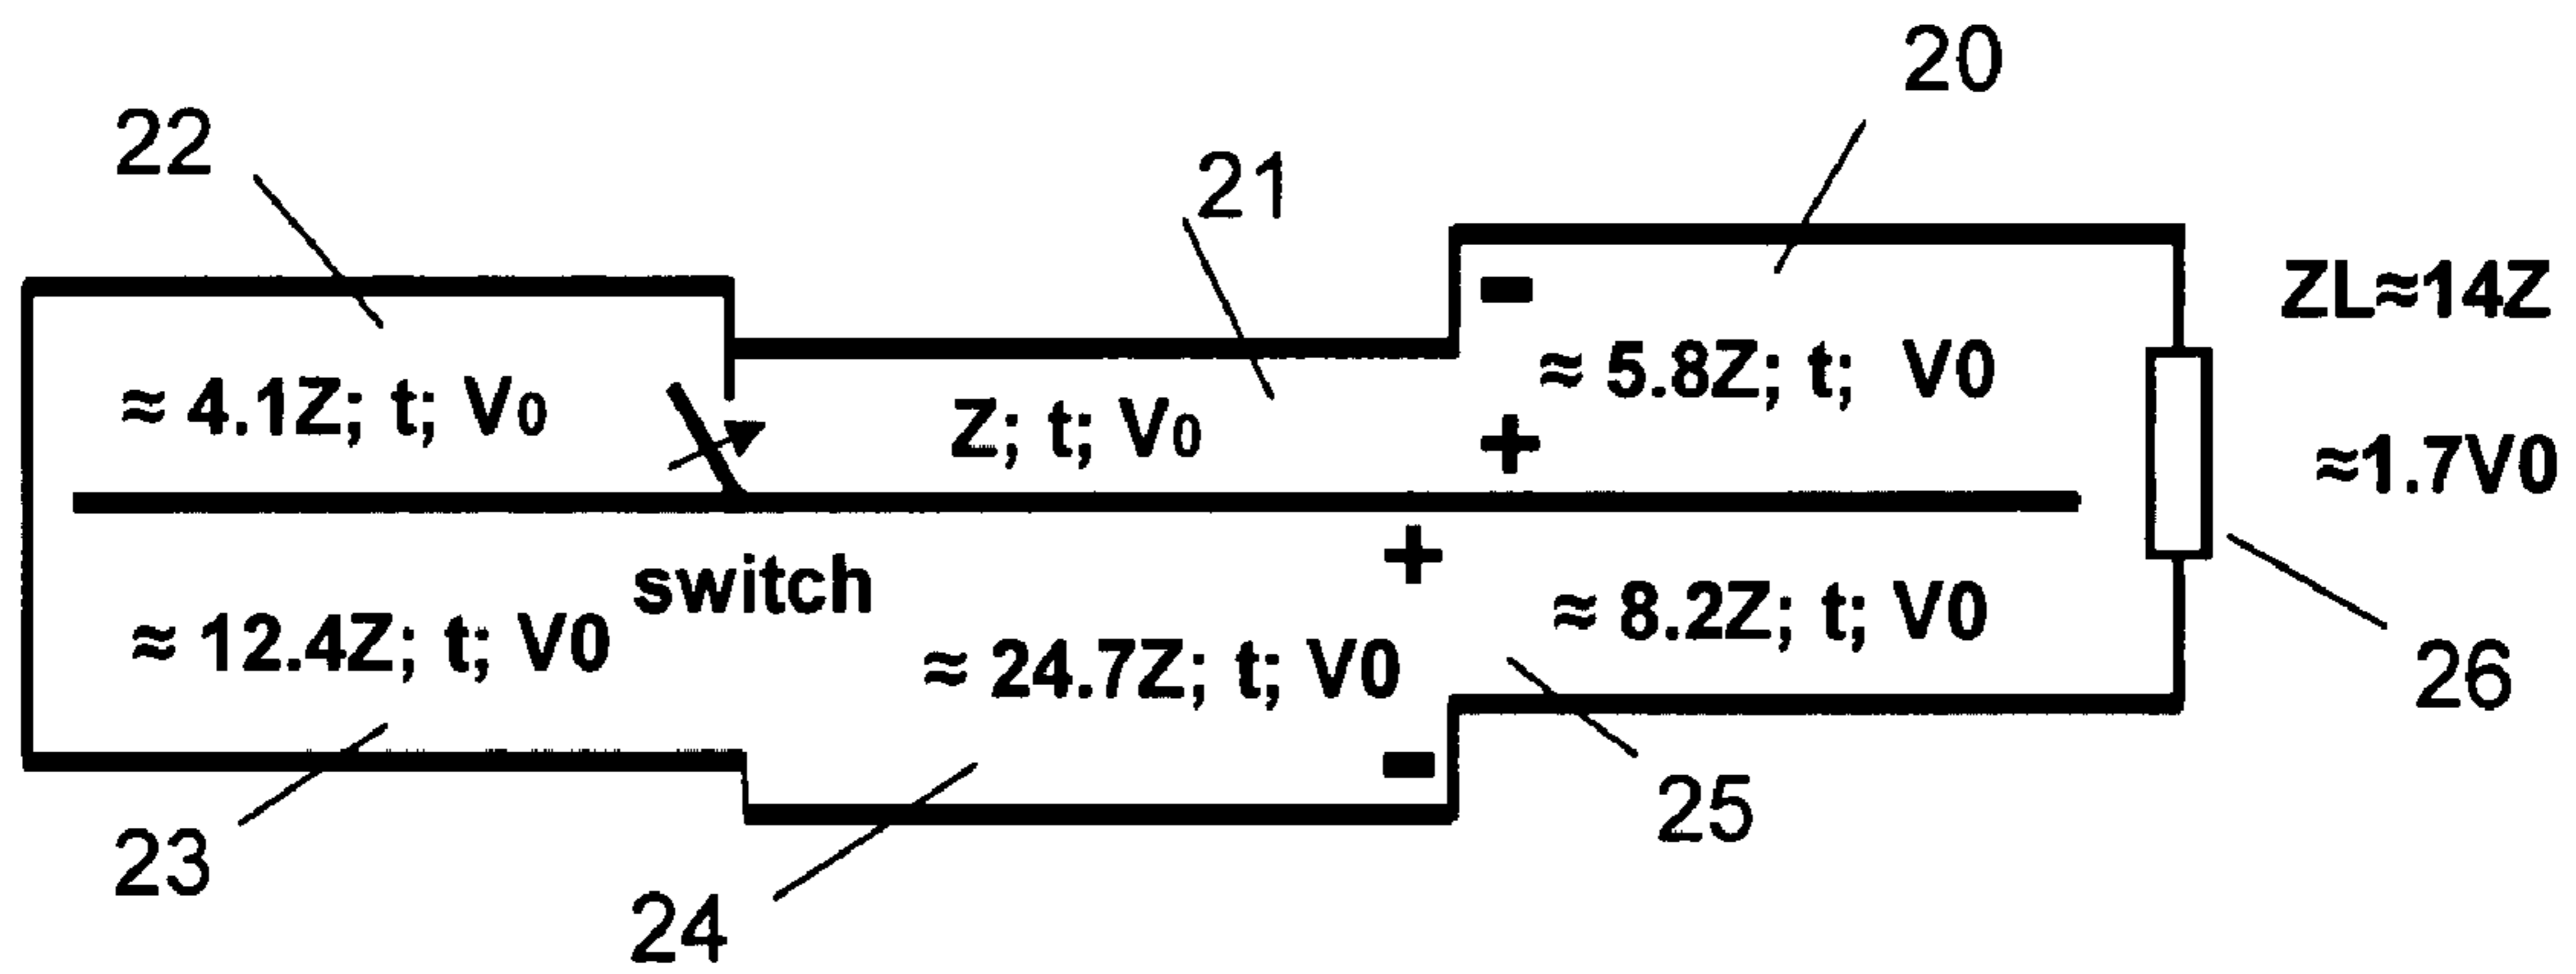 20
22
21
ZL≈14Z
≈ 5.8Z; t; V0
≈ 4.1Z; t; V0
Z; t; V0
≈1.7V0
switch
≈ 12.4Z; t; V0
≈ 8.2Z; t; V0
≈ 24.7Z; t; V0
26
25
23
24
-
+
+
-